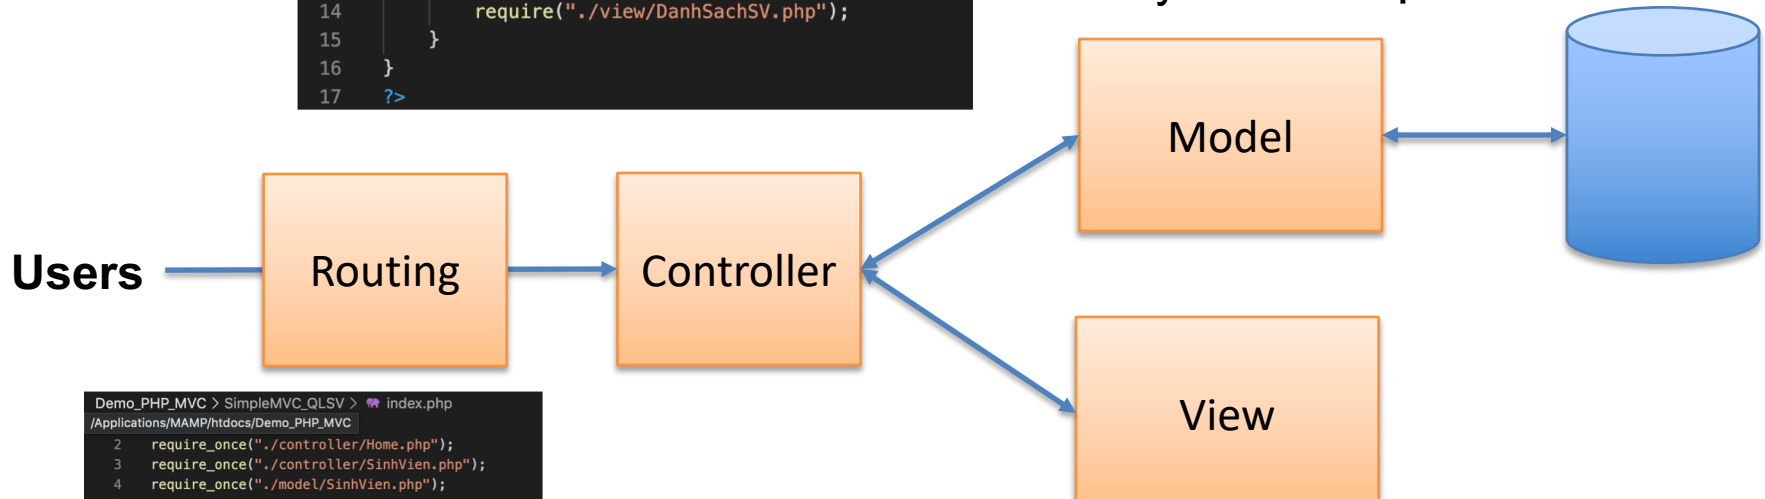 14 require("./view/DanhSachSV.php");
15 }
16 }
17 ?>
Model
Users
Routing
Controller
View
Demo_PHP_MVC > SimpleMVC_QLSV > index.php
/Applications/MAMP/htdocs/Demo_PHP_MVC
2 require_once("./controller/Home.php");
3 require_once("./controller/SinhVien.php");
4 require_once("./model/SinhVien.php");